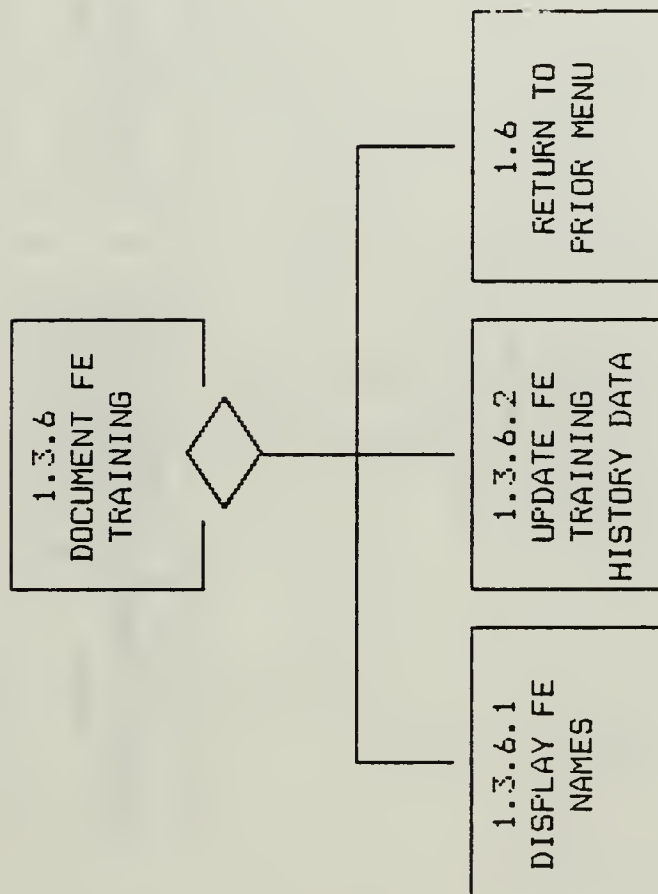 1.3.6
DOCUMENT FE
TRAINING
1.3.6.1
DISPLAY FE
NAMES
1.3.6.2
UPDATE FE
TRAINING
HISTORY DATA
1.6
RETURN TO
PRIOR MENU